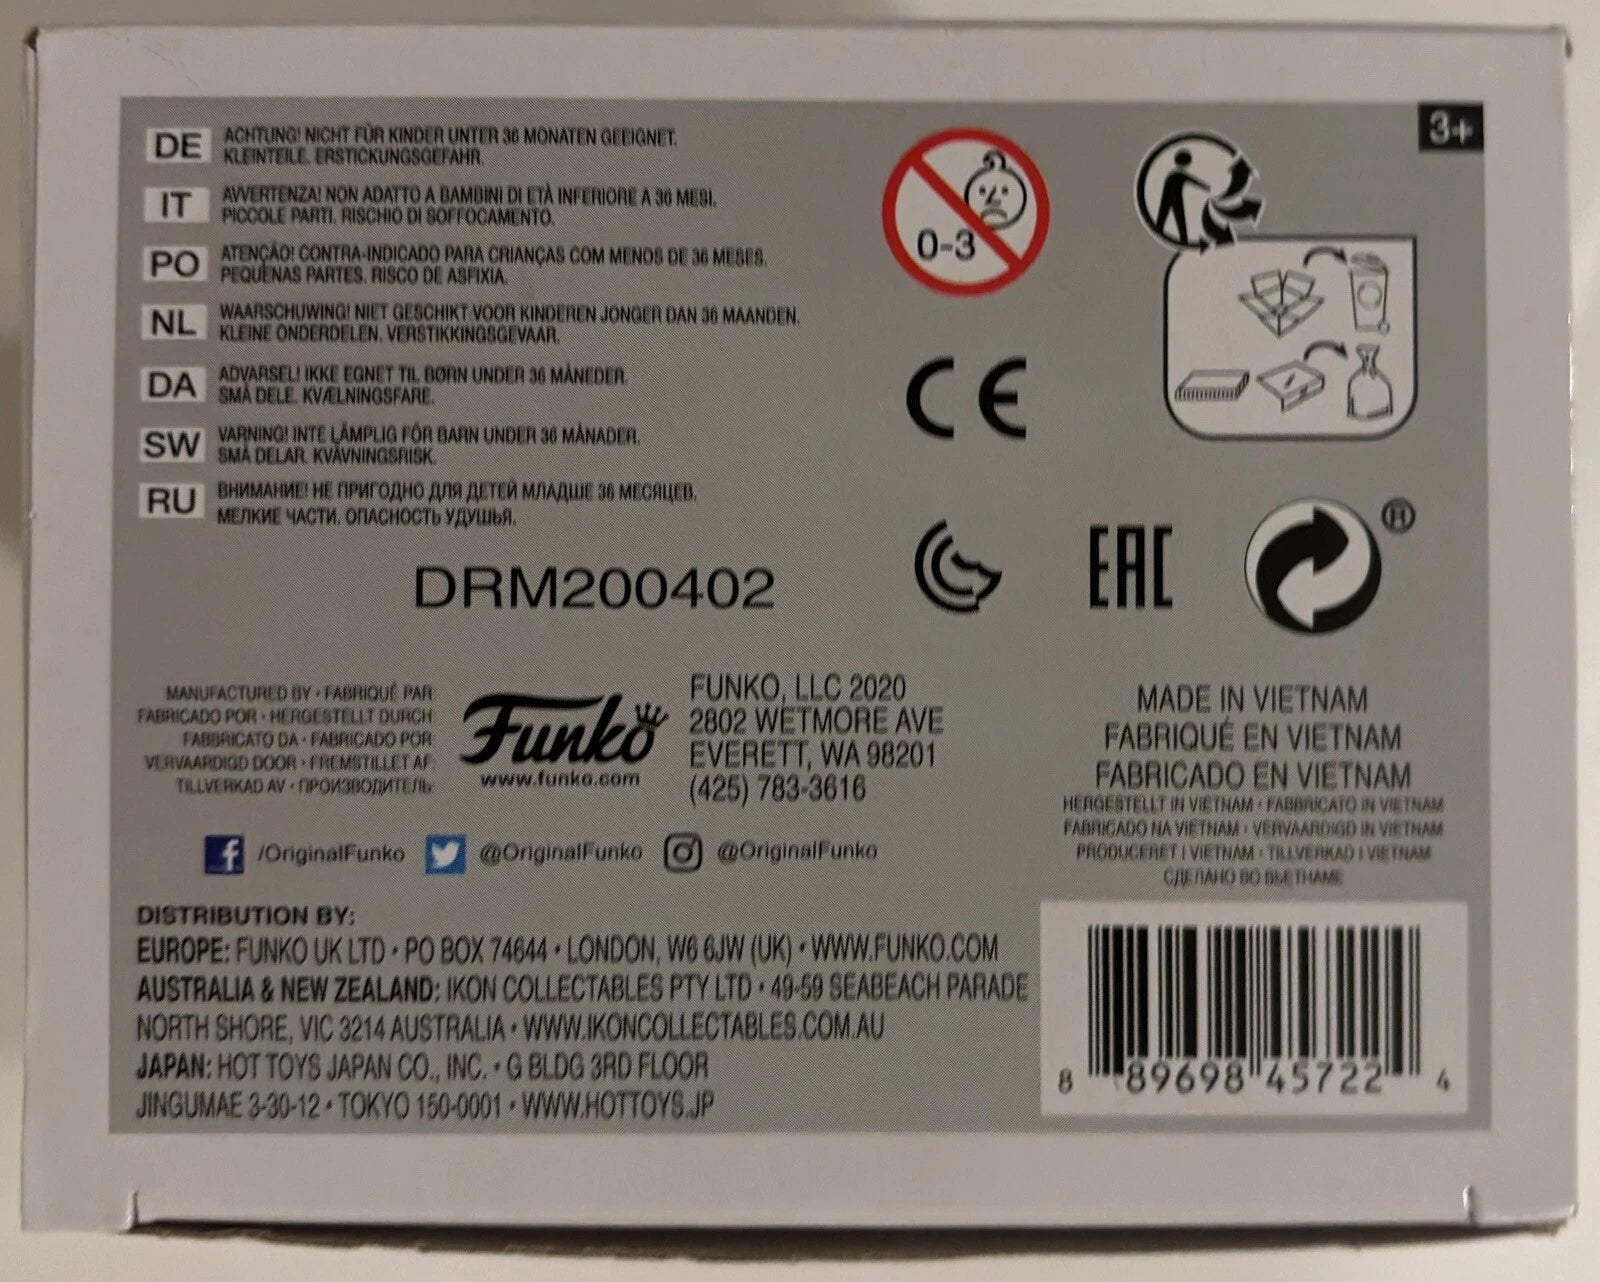 3+
DE
ACHTUNG! NICHT FÜR KINDER UNTER 36 MONATEN GEEIGNET.
KLEINTEILE. ERSTICKUNGSGEFAHR.
IT
AVVERTENZA! NON ADATTO A BAMBINI DI ETÀ INFERIORE A 36 MESI.
PICCOLE PARTI. RISCHIO DI SOFFOCAMENTO.
PO
ATENÇÃO! CONTRA-INDICADO PARA CRIANÇAS COM MENOS DE 36 MESES.
PEQUENAS PARTES. RISCO DE ASFIXIA.
NL
WAARSCHUWING! NIET GESCHIKT VOOR KINDEREN JONGER DAN 36 MAANDEN.
KLEINE ONDERDELEN. VERSTIKKINGSGEVAAR.
DA
ADVARSEL! IKKE EGNET TIL BØRN UNDER 36 MÅNEDER.
SMÅ DELE. KVÆLNINGSFARE.
SW
VARNING! INTE LÄMPLIG FÖR BARN UNDER 36 MÅNADER.
SMÅ DELAR. KVÄVNINGSRISK.
RU
ВНИМАНИЕ! НЕ ПРИГОДНО ДЛЯ ДЕТЕЙ МЛАДШЕ 36 МЕСЯЦЕВ.
МЕЛКИЕ ЧАСТИ. ОПАСНОСТЬ УДУШЬЯ.
0-3
CE
EAC
®
DRM200402
MANUFACTURED BY • FABRIQUÉ PAR
FABRICADO POR • HERGESTELLT DURCH
FABBRICATO DA • FABRICADO POR
VERVAARDIGD DOOR • FREMSTILLET AF:
TILLVERKAD AV • ПРОИЗВОДИТЕЛЬ:
Funko
www.funko.com
FUNKO, LLC 2020
2802 WETMORE AVE
EVERETT, WA 98201
(425) 783-3616
/OriginalFunko @OriginalFunko @OriginalFunko
MADE IN VIETNAM
FABRIQUÉ EN VIETNAM
FABRICADO EN VIETNAM
HERGESTELLT IN VIETNAM • FABBRICATO IN VIETNAM
FABRICADO NA VIETNAM • VERVAARDIGD IN VIETNAM
PRODUCERET I VIETNAM • TILLVERKAD I VIETNAM
СДЕЛАНО ВО ВЬЕТНАМЕ
DISTRIBUTION BY:
EUROPE: FUNKO UK LTD • PO BOX 74644 • LONDON, W6 6JW (UK) • WWW.FUNKO.COM
AUSTRALIA & NEW ZEALAND: IKON COLLECTABLES PTY LTD • 49-59 SEABEACH PARADE
NORTH SHORE, VIC 3214 AUSTRALIA • WWW.IKONCOLLECTABLES.COM.AU
JAPAN: HOT TOYS JAPAN CO., INC. • G BLDG 3RD FLOOR
JINGUMAE 3-30-12 • TOKYO 150-0001 • WWW.HOTTOYS.JP
8 89698 45722 4